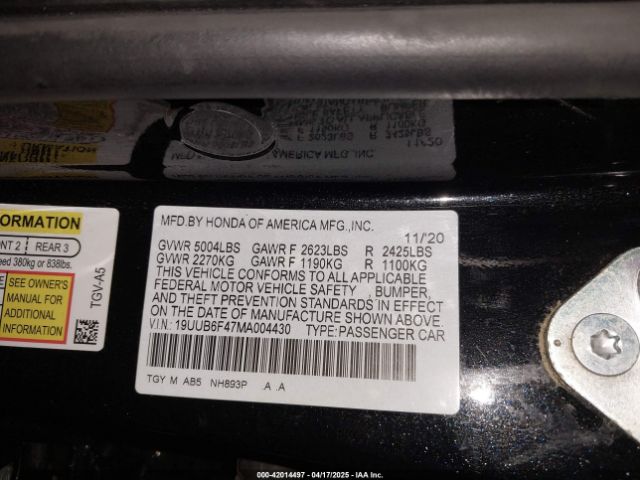 MFD.BY HONDA OF AMERICA MFG.,INC.
11/20
GVWR 5004LBS GAWR F 2623LBS R 2425LBS
GVWR 2270KG GAWR F 1190KG R 1100KG
THIS VEHICLE CONFORMS TO ALL APPLICABLE
FEDERAL MOTOR VEHICLE SAFETY , BUMPER,
AND THEFT PREVENTION STANDARDS IN EFFECT
ON THE DATE OF MANUFACTURE SHOWN ABOVE.
V.I.N: 19UUB6F47MA004430 TYPE:PASSENGER CAR
TGY M AB5 NH893P .A .A
FORMATION
NT 2 REAR 3
eed 380kg or 838lbs.
SEE OWNER'S
MANUAL FOR
ADDITIONAL
INFORMATION
TGV-A5
000-42014497 - 04/17/2025 - IAA Inc.